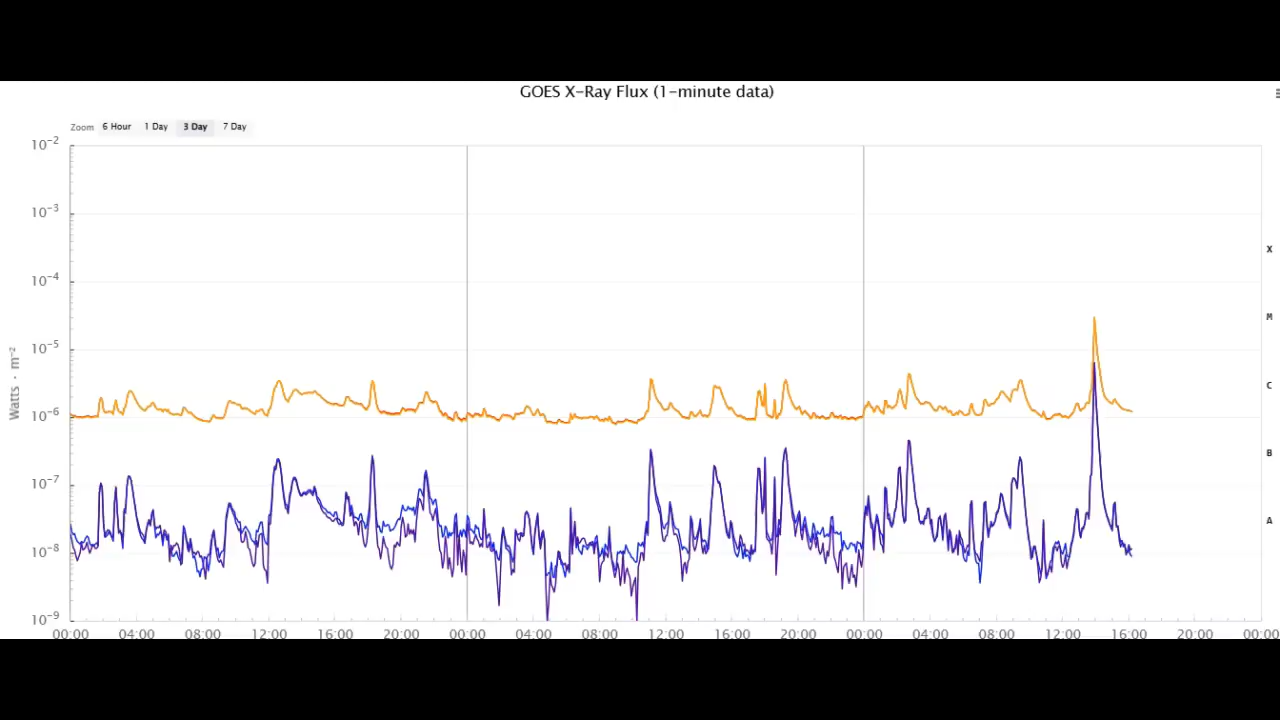 GOES X-Ray Flux (1-minute data)
Zoom 6 Hour 1 Day 3 Day 7 Day
10⁻²
10⁻³
10⁻⁴
10⁻⁵
10⁻⁶
10⁻⁷
10⁻⁸
10⁻⁹
Watts · m⁻²
X
M
C
B
A
00:00 04:00 08:00 12:00 16:00 20:00 00:00 04:00 08:00 12:00 16:00 20:00 00:00 04:00 08:00 12:00 16:00 20:00 00:00